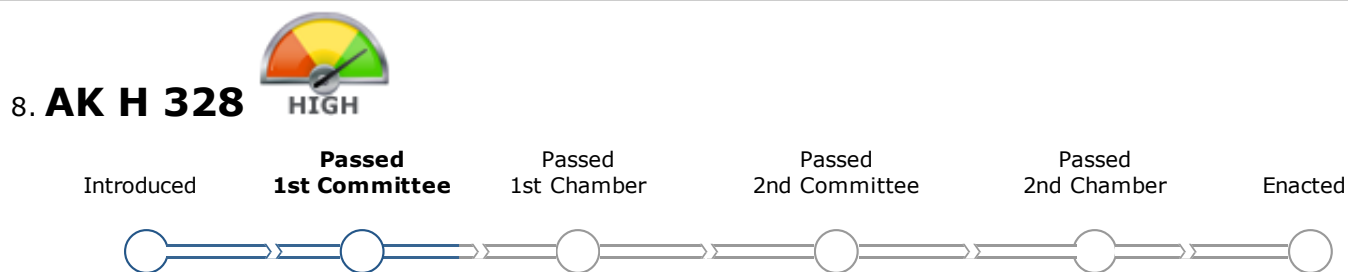 8. AK H 328
HIGH
Introduced
Passed
1st Committee
Passed
1st Chamber
Passed
2nd Committee
Passed
2nd Chamber
Enacted